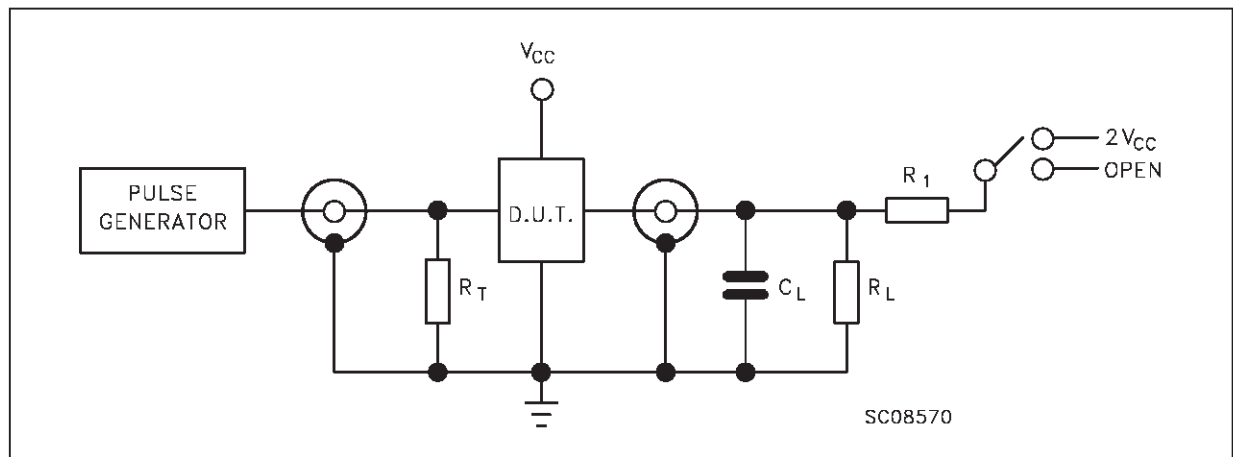 VCC
PULSE
GENERATOR
D.U.T.
RT
CL
RL
R1
2VCC
OPEN
SC08570